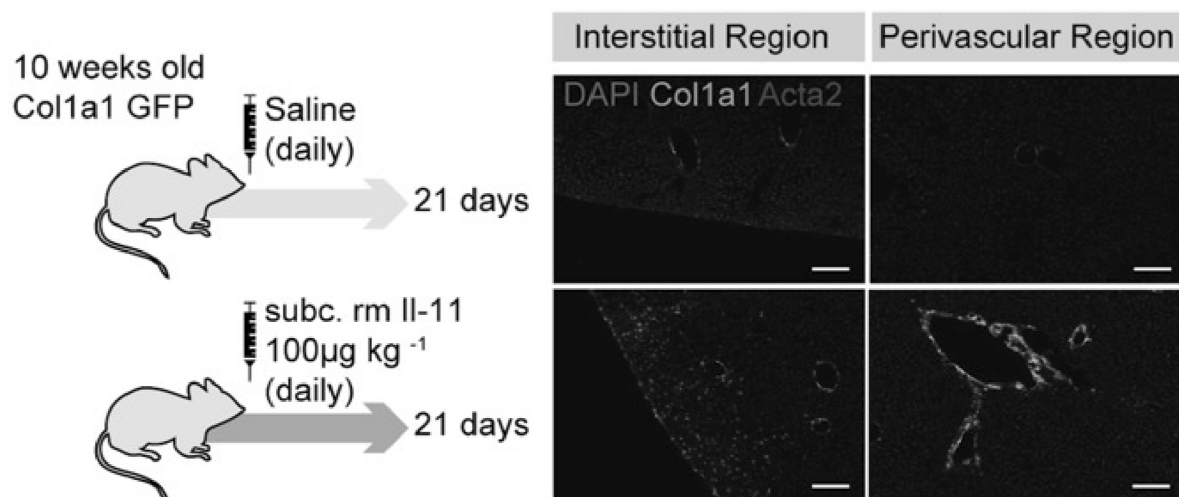 10 weeks old
Col1a1 GFP
Saline
(daily)
21 days
subc. rm Il-11
100µg kg ⁻¹
(daily)
21 days
Interstitial Region
Perivascular Region
DAPI Col1a1 Acta2